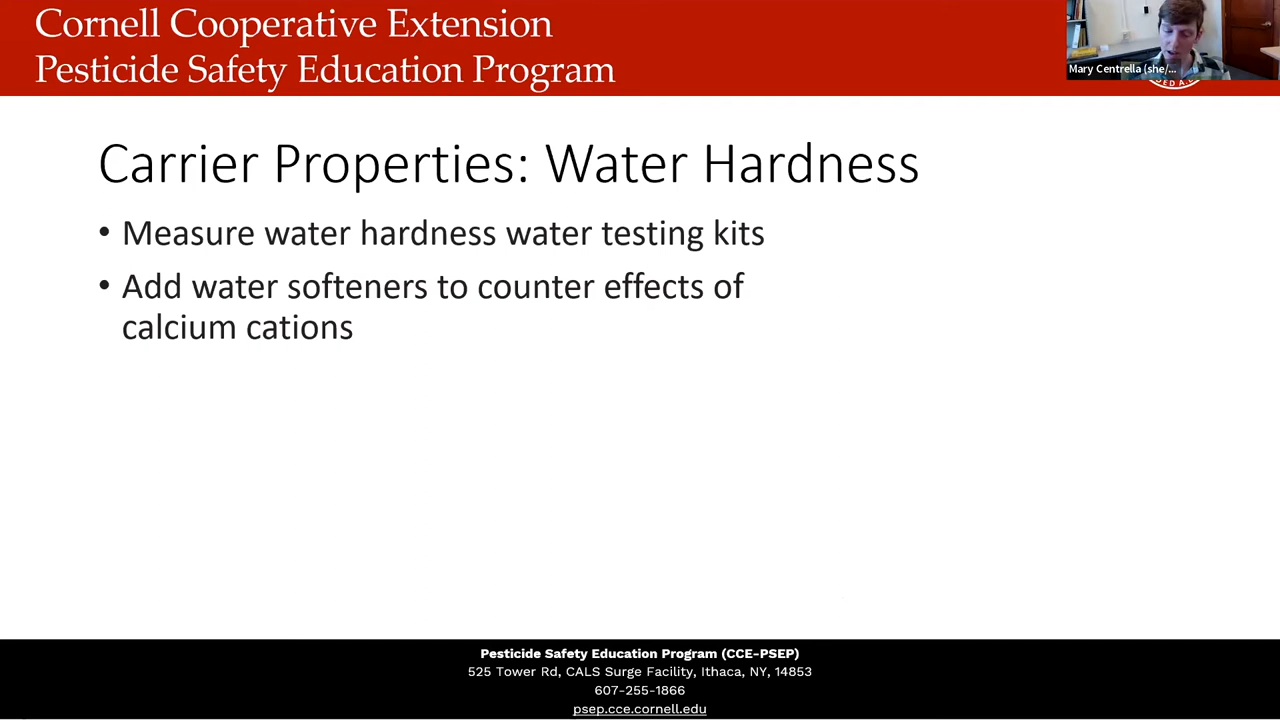 Cornell Cooperative Extension
Pesticide Safety Education Program
Mary Centrella (she/...
Carrier Properties: Water Hardness
• Measure water hardness water testing kits
• Add water softeners to counter effects of
calcium cations
Pesticide Safety Education Program (CCE-PSEP)
525 Tower Rd, CALS Surge Facility, Ithaca, NY, 14853
607-255-1866
psep.cce.cornell.edu